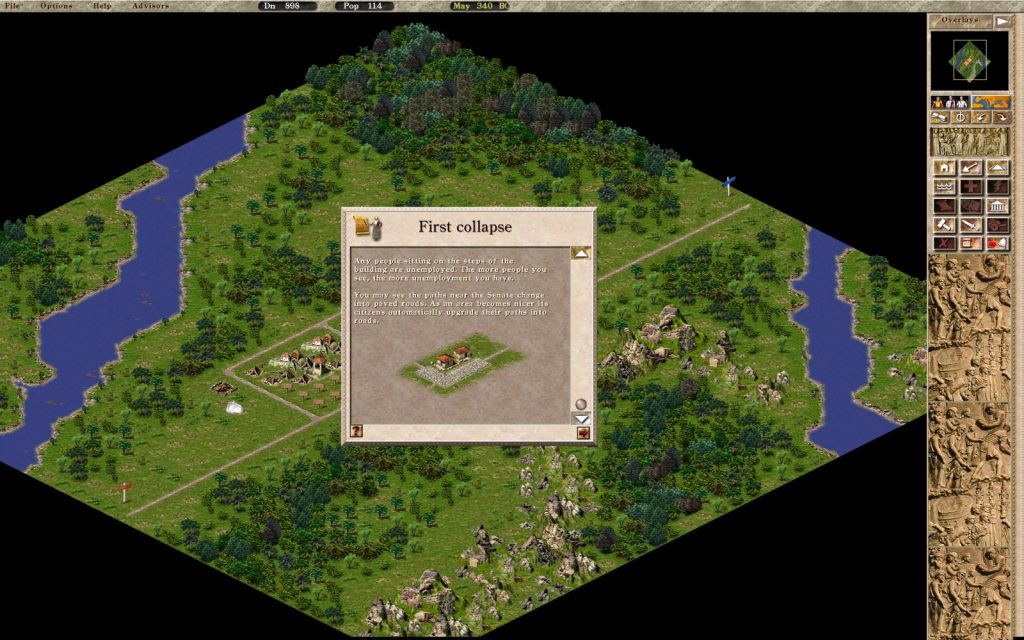 File Options Help Advisors Dn 898 Pop 114 May 340 BC
Overlays
First collapse
Any people sitting on the steps of the
building are unemployed. The more people you
see, the more unemployment you have.
You may see the paths near the Senate change
into paved roads. As an area becomes nicer its
citizens automatically upgrade their paths into
roads.
?